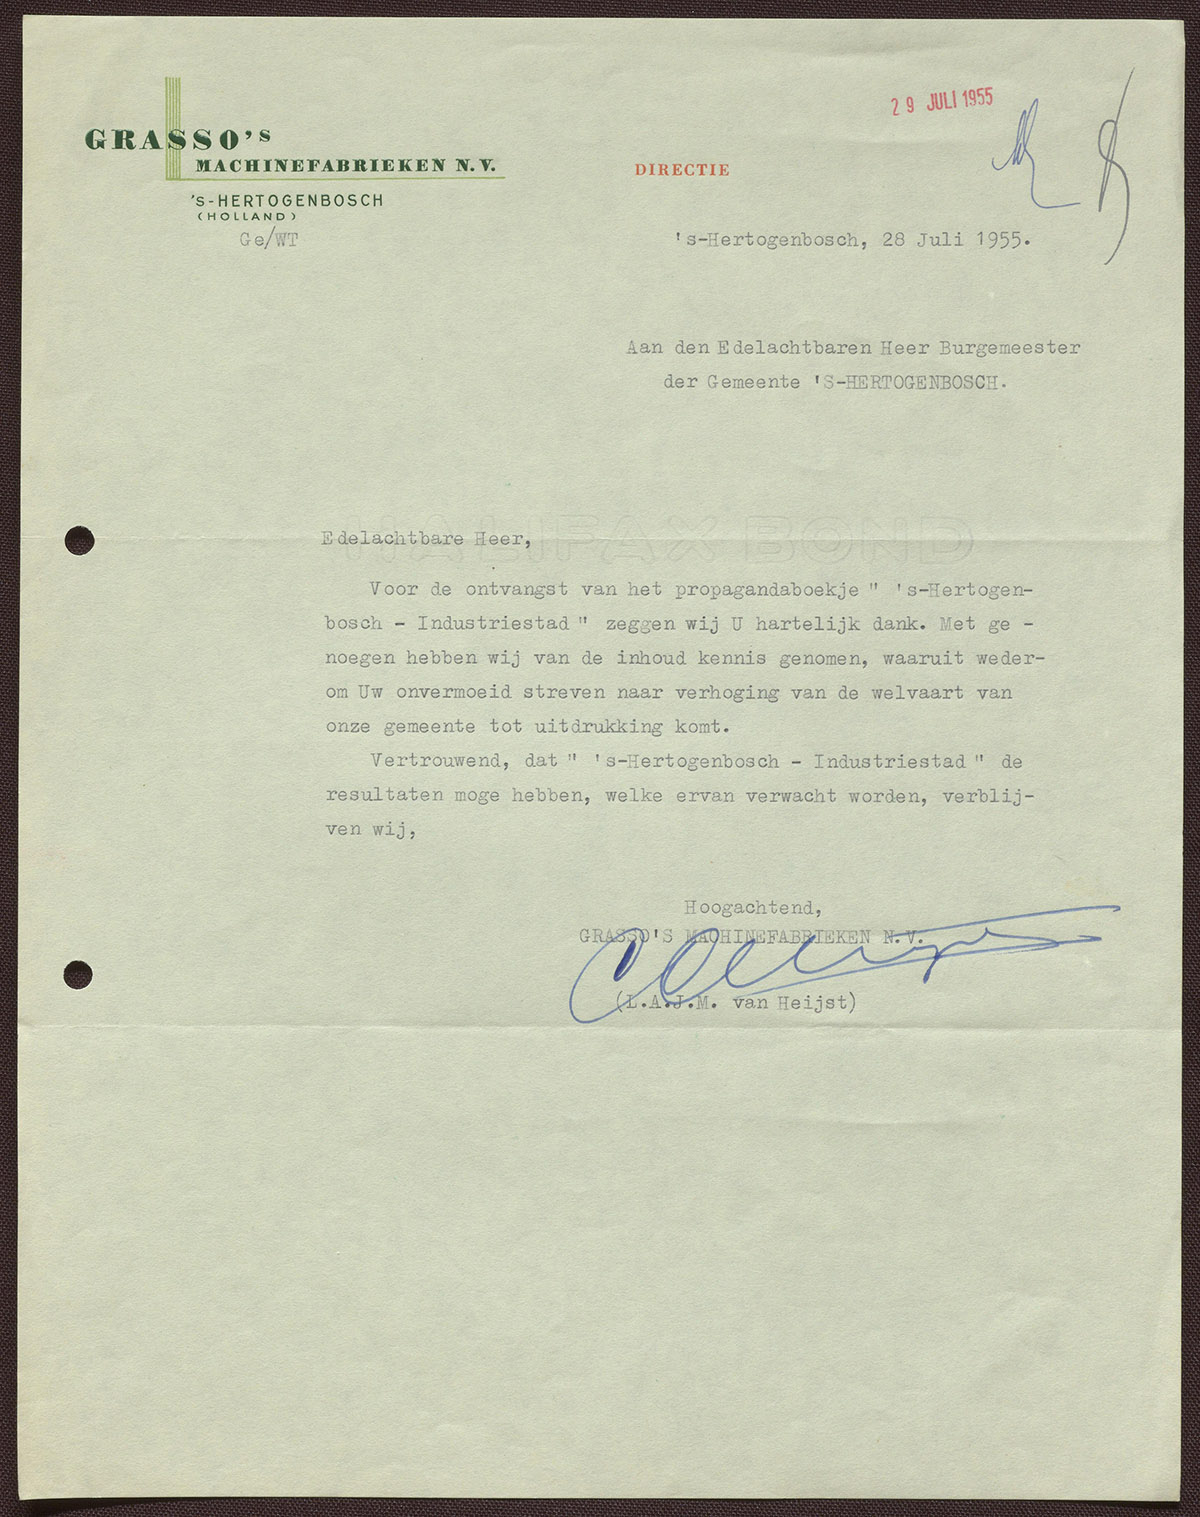 29 JULI 1955
GRASSO'S
MACHINEFABRIEKEN N.V.
DIRECTIE
's-HERTOGENBOSCH
(HOLLAND)
Ge/WT
's-Hertogenbosch, 28 Juli 1955.
Aan den Edelachtbaren Heer Burgemeester
der Gemeente 'S-HERTOGENBOSCH.
HALIFAX BOND
Edelachtbare Heer,
Voor de ontvangst van het propagandaboekje " 's-Hertogen-
bosch - Industriestad " zeggen wij U hartelijk dank. Met ge -
noegen hebben wij van de inhoud kennis genomen, waaruit weder-
om Uw onvermoeid streven naar verhoging van de welvaart van
onze gemeente tot uitdrukking komt.
Vertrouwend, dat " 's-Hertogenbosch - Industriestad " de
resultaten moge hebben, welke ervan verwacht worden, verblij-
ven wij,
Hoogachtend,
GRASSO'S MACHINEFABRIEKEN N.V.
(L.A.J.M. van Heijst)